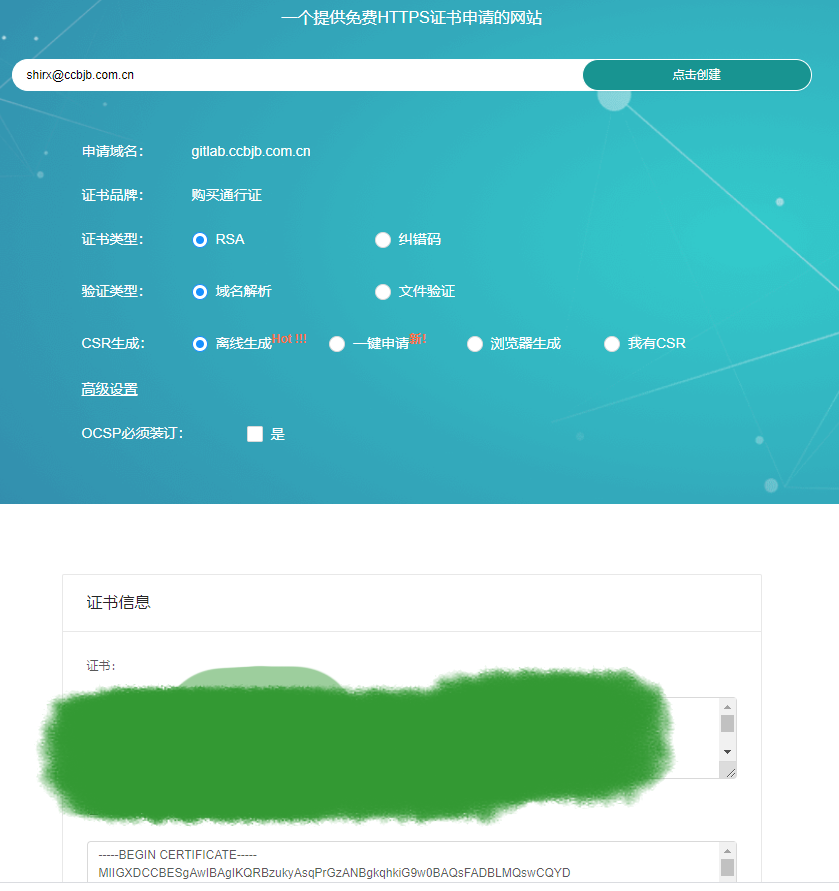 一个提供免费HTTPS证书申请的网站
shirx@ccbjb.com.cn 点击创建
申请域名: gitlab.ccbjb.com.cn
证书品牌: 购买通行证
证书类型: RSA 纠错码
验证类型: 域名解析 文件验证
CSR生成: 离线生成Hot !!! 一键申请新! 浏览器生成 我有CSR
高级设置
OCSP必须装订: 是
证书信息
证书:
-----BEGIN CERTIFICATE-----
MIIGXDCCBESgAwIBAgIKQRBzukyAsqPrGzANBgkqhkiG9w0BAQsFADBLMQswCQYD